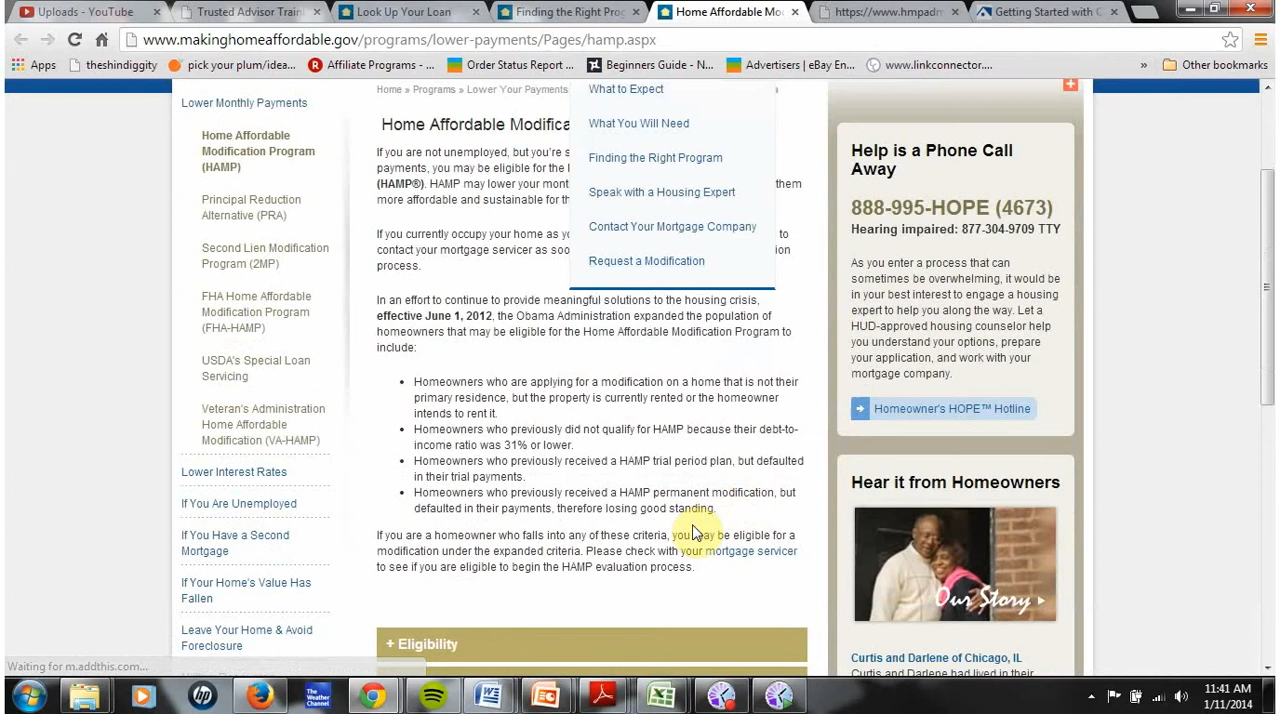 Uploads - YouTube
Trusted Advisor Train
Look Up Your Loan
Finding the Right Prog
Home Affordable Mo
https://www.hmpadm
Getting Started with C
www.makinghomeaffordable.gov/programs/lower-payments/Pages/hamp.aspx
Apps
theshindiggity
pick your plum/idea...
Affiliate Programs - ...
Order Status Report ...
Beginners Guide - N...
Advertisers | eBay En...
www.linkconnector....
»
Other bookmarks
Lower Monthly Payments
Home Affordable
Modification Program
(HAMP)
Principal Reduction
Alternative (PRA)
Second Lien Modification
Program (2MP)
FHA Home Affordable
Modification Program
(FHA-HAMP)
USDA's Special Loan
Servicing
Veteran's Administration
Home Affordable
Modification (VA-HAMP)
Lower Interest Rates
If You Are Unemployed
If You Have a Second
Mortgage
If Your Home's Value Has
Fallen
Leave Your Home & Avoid
Foreclosure
Waiting for m.addthis.com...
Home » Programs » Lower Your Payments
Home Affordable Modifica
If you are not unemployed, but you're s
payments, you may be eligible for the
(HAMP®). HAMP may lower your mont them
more affordable and sustainable for th
If you currently occupy your home as yo to
contact your mortgage servicer as soo ation
process.
What to Expect
What You Will Need
Finding the Right Program
Speak with a Housing Expert
Contact Your Mortgage Company
Request a Modification
In an effort to continue to provide meaningful solutions to the housing crisis,
effective June 1, 2012, the Obama Administration expanded the population of
homeowners that may be eligible for the Home Affordable Modification Program to
include:
• Homeowners who are applying for a modification on a home that is not their
primary residence, but the property is currently rented or the homeowner
intends to rent it.
• Homeowners who previously did not qualify for HAMP because their debt-to-
income ratio was 31% or lower.
• Homeowners who previously received a HAMP trial period plan, but defaulted
in their trial payments.
• Homeowners who previously received a HAMP permanent modification, but
defaulted in their payments, therefore losing good standing.
If you are a homeowner who falls into any of these criteria, you may be eligible for a
modification under the expanded criteria. Please check with your mortgage servicer
to see if you are eligible to begin the HAMP evaluation process.
+ Eligibility
Help is a Phone Call
Away
888-995-HOPE (4673)
Hearing impaired: 877-304-9709 TTY
As you enter a process that can
sometimes be overwhelming, it would be
in your best interest to engage a housing
expert to help you along the way. Let a
HUD-approved housing counselor help
you understand your options, prepare
your application, and work with your
mortgage company.
Homeowner's HOPE™ Hotline
Hear it from Homeowners
Our Story
Curtis and Darlene of Chicago, IL
Curtis and Darlene had lived in their
The Weather Channel
11:41 AM
1/11/2014